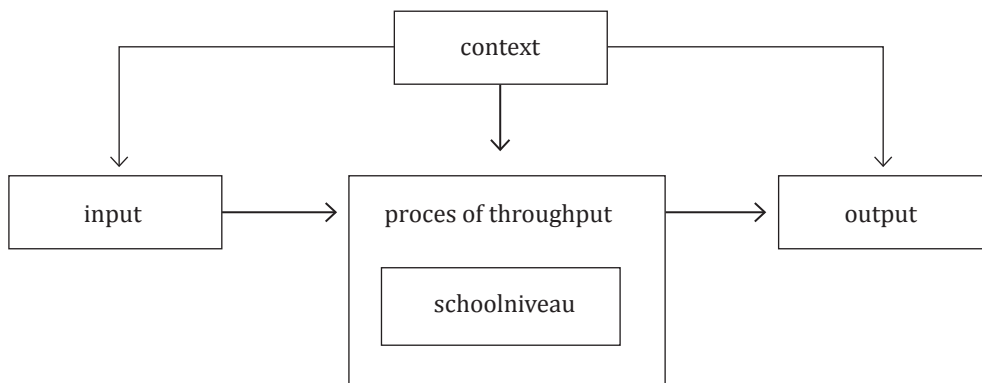 context
input
proces of throughput
output
schoolniveau